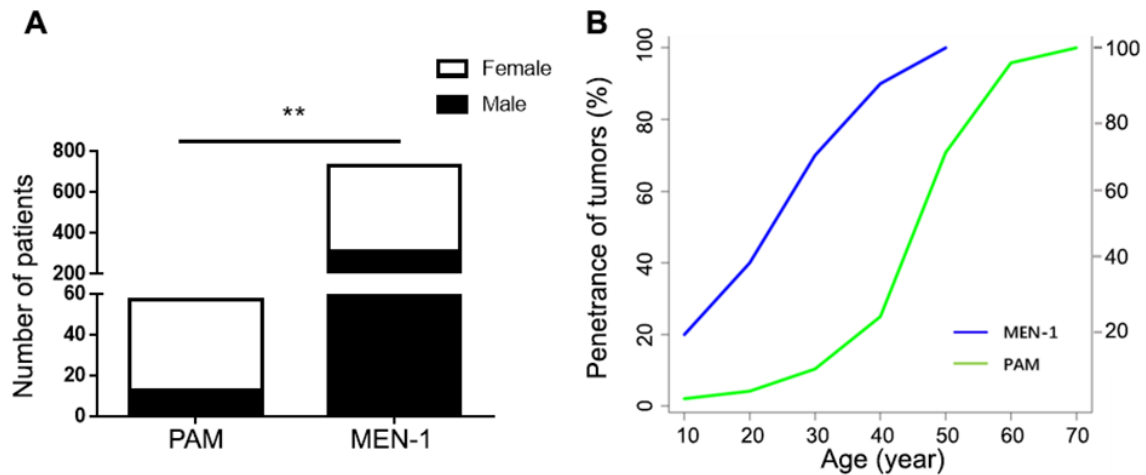 A
Female
Male
**
Number of patients
800
600
400
200
60
40
20
0
PAM
MEN-1
B
Penetrance of tumors (%)
100
80
60
40
20
0
100
80
60
40
20
MEN-1
PAM
10 20 30 40 50 60 70
Age (year)